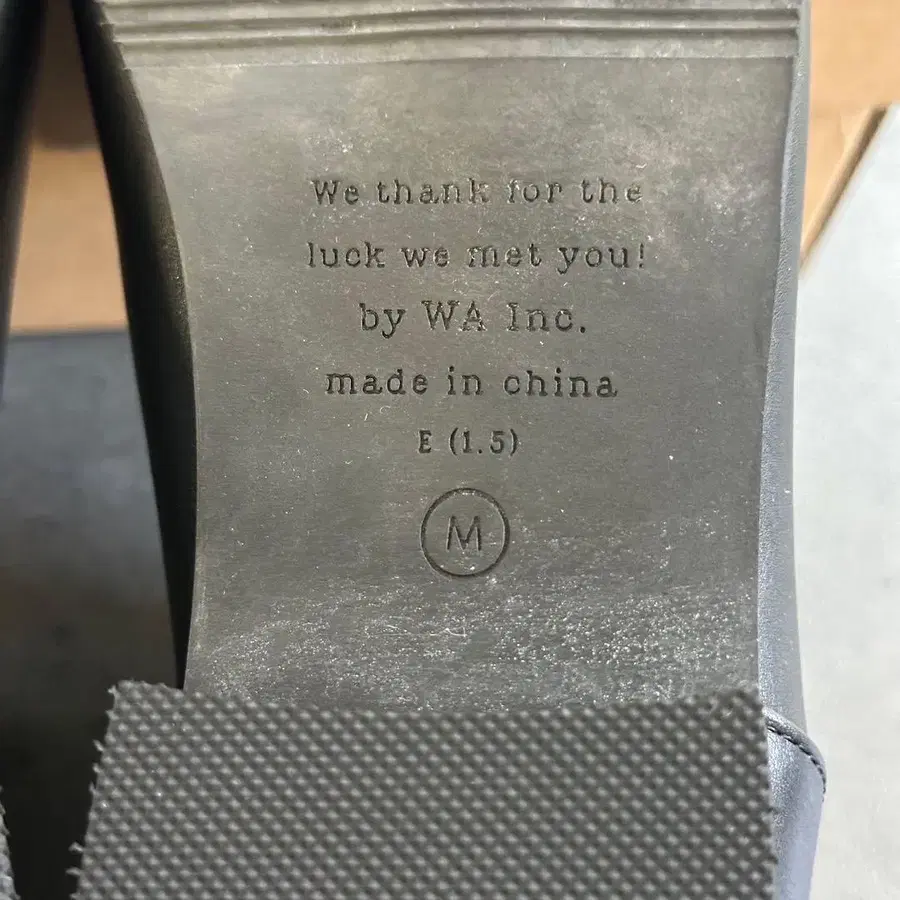 We thank for the
luck we met you!
by WA Inc.
made in china
E (1.5)
M